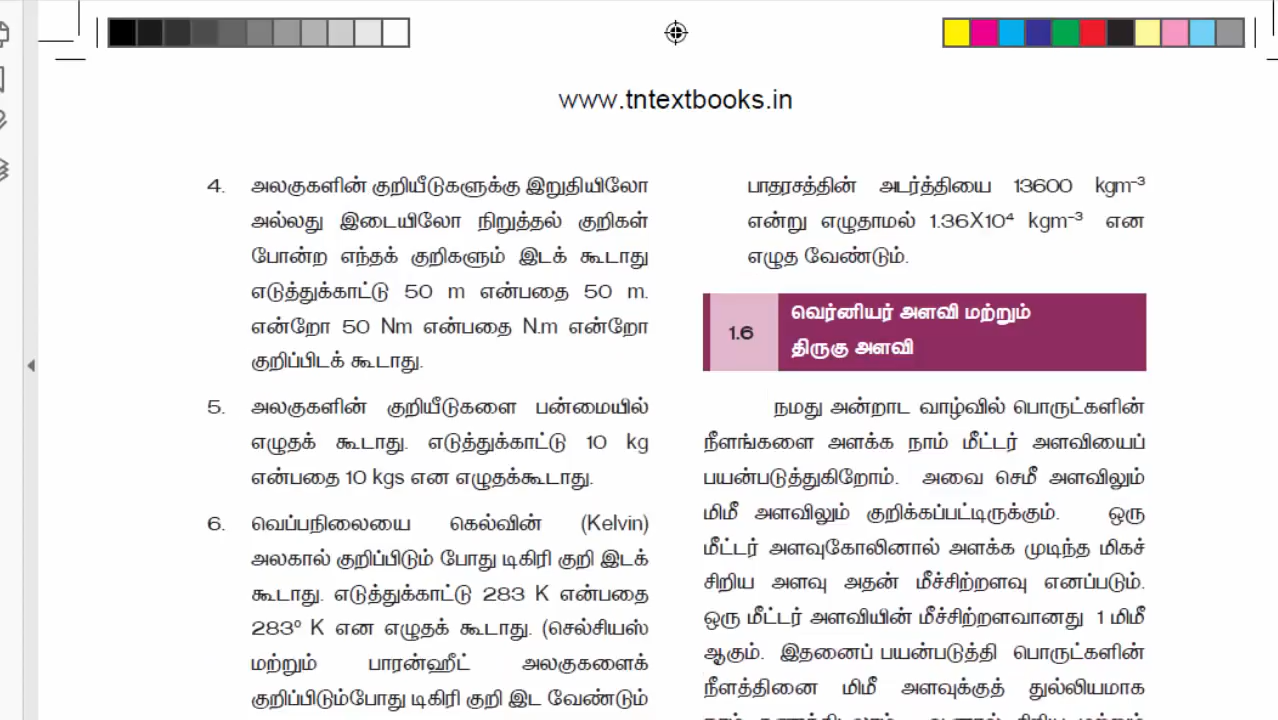 www.tntextbooks.in
4. அலகுகளின் குறியீடுகளுக்கு இறுதியிலோ
அல்லது இடையிலோ நிறுத்தல் குறிகள்
போன்ற எந்தக் குறிகளும் இடக் கூடாது
எடுத்துக்காட்டு 50 m என்பதை 50 m.
என்றோ 50 Nm என்பதை N.m என்றோ
குறிப்பிடக் கூடாது.
5. அலகுகளின் குறியீடுகளை பன்மையில்
எழுதக் கூடாது. எடுத்துக்காட்டு 10 kg
என்பதை 10 kgs என எழுதக்கூடாது.
6. வெப்பநிலையை கெல்வின் (Kelvin)
அலகால் குறிப்பிடும் போது டிகிரி குறி இடக்
கூடாது. எடுத்துக்காட்டு 283 K என்பதை
283º K என எழுதக் கூடாது. (செல்சியஸ்
மற்றும் பாரன்ஹீட் அலகுகளைக்
குறிப்பிடும்போது டிகிரி குறி இட வேண்டும்
பாதரசத்தின் அடர்த்தியை 13600 kgm⁻³
என்று எழுதாமல் 1.36X10⁴ kgm⁻³ என
எழுத வேண்டும்.
1.6 வெர்னியர் அளவி மற்றும்
திருகு அளவி
நமது அன்றாட வாழ்வில் பொருட்களின்
நீளங்களை அளக்க நாம் மீட்டர் அளவியைப்
பயன்படுத்துகிறோம். அவை செமீ அளவிலும்
மிமீ அளவிலும் குறிக்கப்பட்டிருக்கும். ஒரு
மீட்டர் அளவுகோலினால் அளக்க முடிந்த மிகச்
சிறிய அளவு அதன் மீச்சிற்றளவு எனப்படும்.
ஒரு மீட்டர் அளவியின் மீச்சிற்றளவானது 1 மிமீ
ஆகும். இதனைப் பயன்படுத்தி பொருட்களின்
நீளத்தினை மிமீ அளவுக்குத் துல்லியமாக